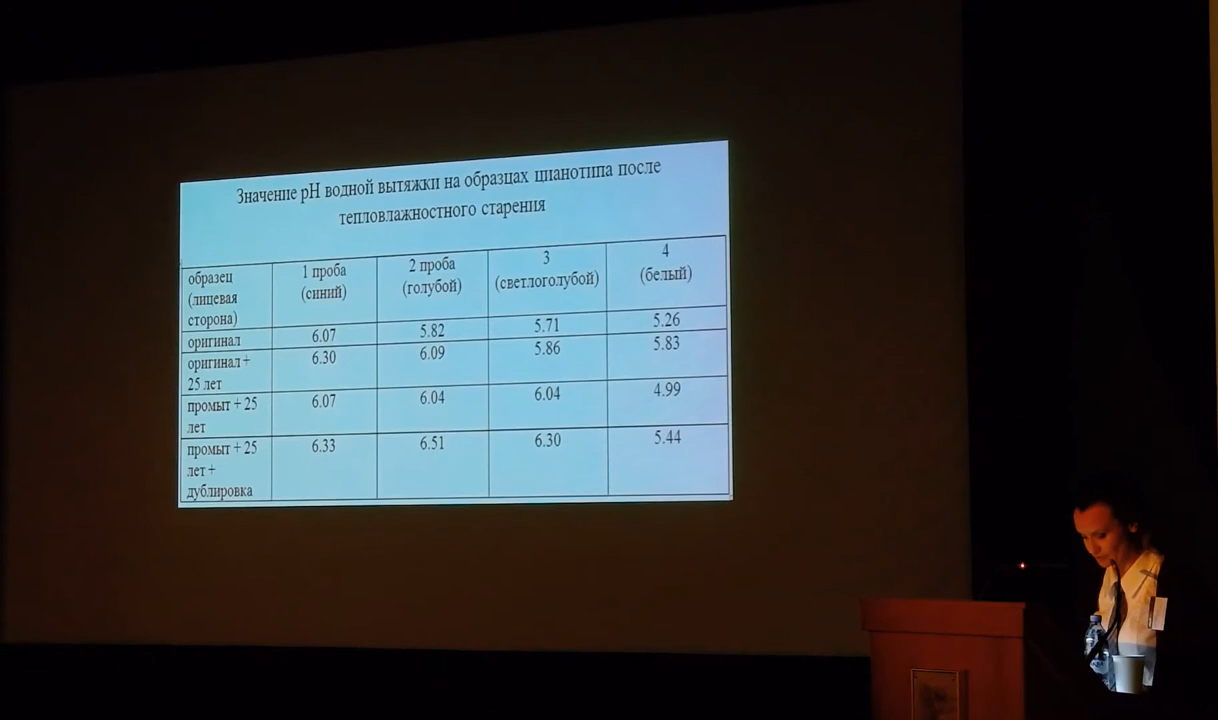 Значение pH водной вытяжки на образцах цианотипа после
тепловлажностного старения
образец
(лицевая
сторона)
1 проба
(синий)
2 проба
(голубой)
3
(светлоголубой)
4
(белый)
оригинал 6.07 5.82 5.71 5.26
оригинал +
25 лет
6.30 6.09 5.86 5.83
промыт + 25
лет
6.07 6.04 6.04 4.99
промыт + 25
лет +
дублировка
6.33 6.51 6.30 5.44